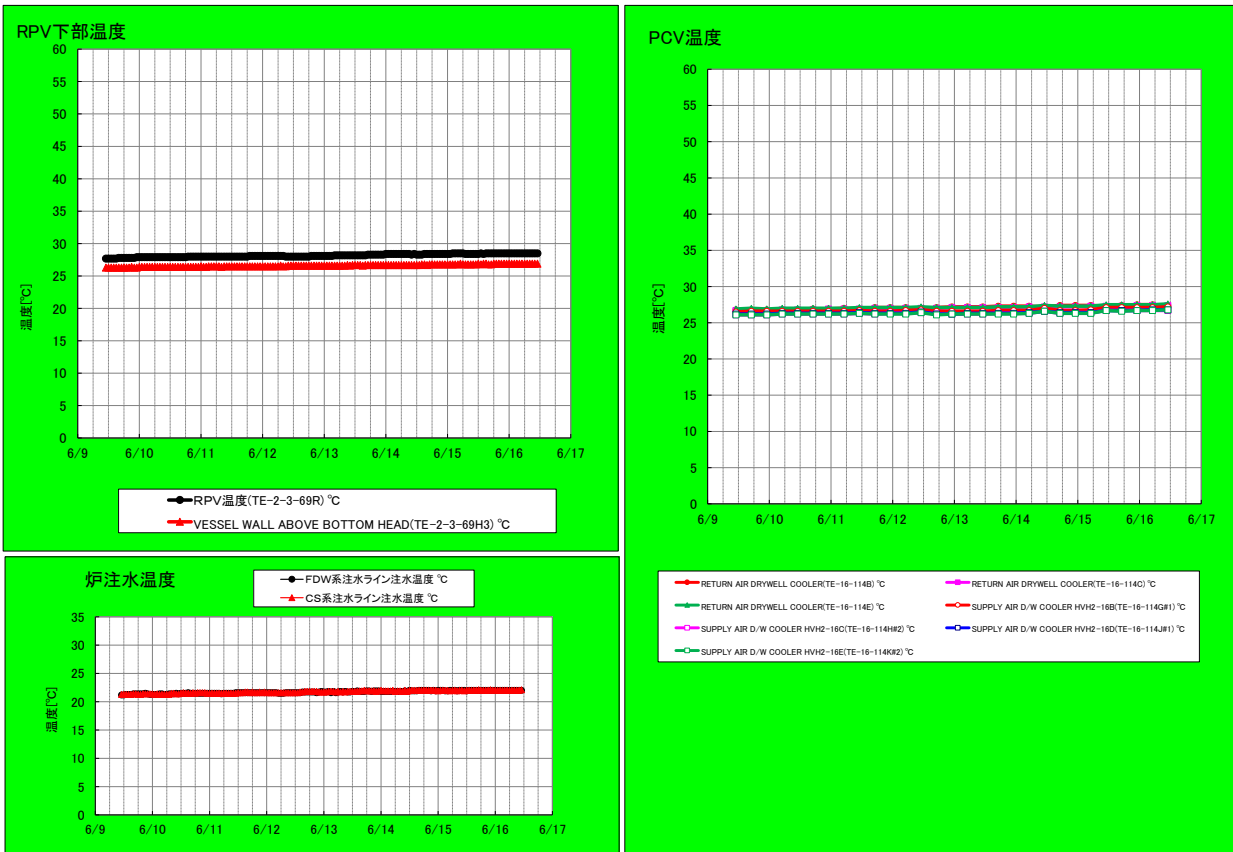 RPV下部温度
60
55
50
45
40
35
30
25
20
15
10
5
0
温度[℃]
6/9 6/10 6/11 6/12 6/13 6/14 6/15 6/16 6/17
RPV温度(TE-2-3-69R) ℃
VESSEL WALL ABOVE BOTTOM HEAD(TE-2-3-69H3) ℃
炉注水温度
FDW系注水ライン注水温度 ℃
CS系注水ライン注水温度 ℃
35
30
25
20
15
10
5
0
温度[℃]
6/9 6/10 6/11 6/12 6/13 6/14 6/15 6/16 6/17
PCV温度
60
55
50
45
40
35
30
25
20
15
10
5
0
温度[℃]
6/9 6/10 6/11 6/12 6/13 6/14 6/15 6/16 6/17
RETURN AIR DRYWELL COOLER(TE-16-114B) ℃
RETURN AIR DRYWELL COOLER(TE-16-114C) ℃
RETURN AIR DRYWELL COOLER(TE-16-114E) ℃
SUPPLY AIR D/W COOLER HVH2-16B(TE-16-114G#1) ℃
SUPPLY AIR D/W COOLER HVH2-16C(TE-16-114H#2) ℃
SUPPLY AIR D/W COOLER HVH2-16D(TE-16-114J#1) ℃
SUPPLY AIR D/W COOLER HVH2-16E(TE-16-114K#2) ℃